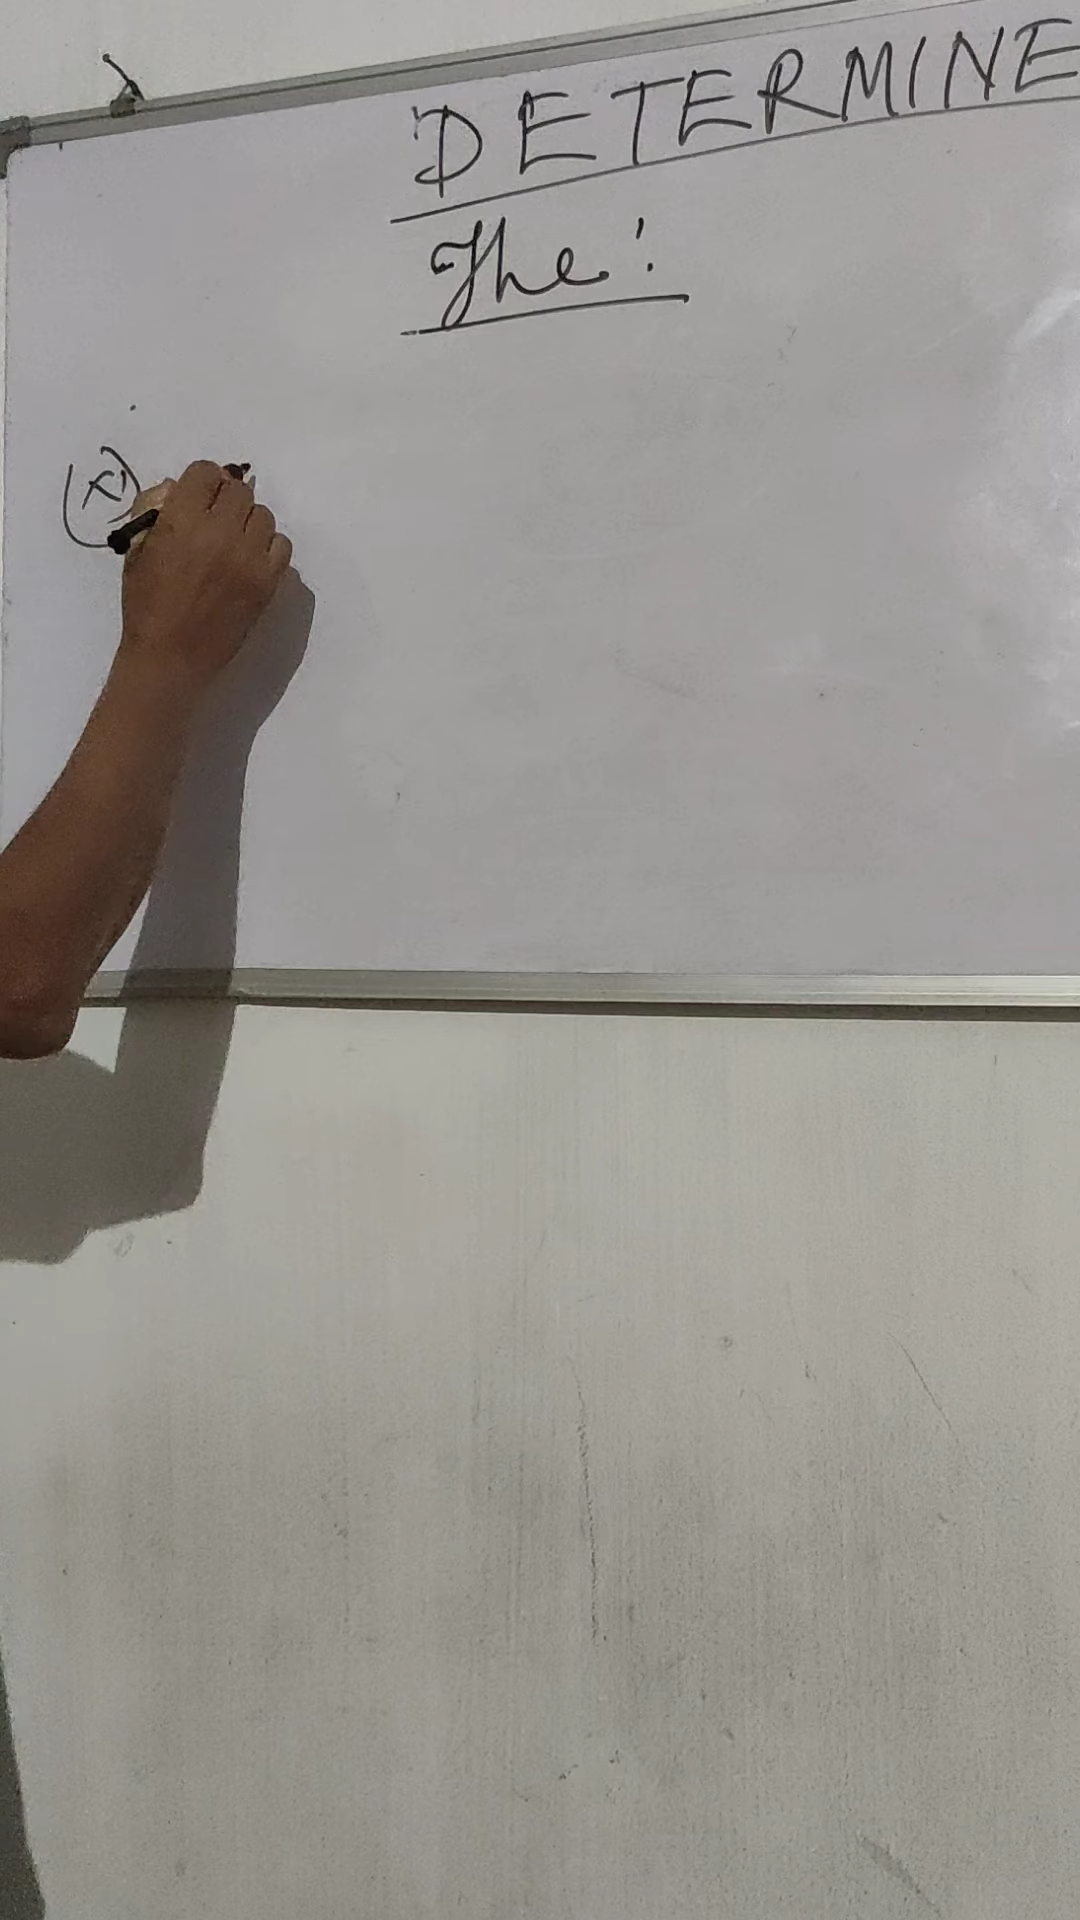 DETERMINE
The :
(x)